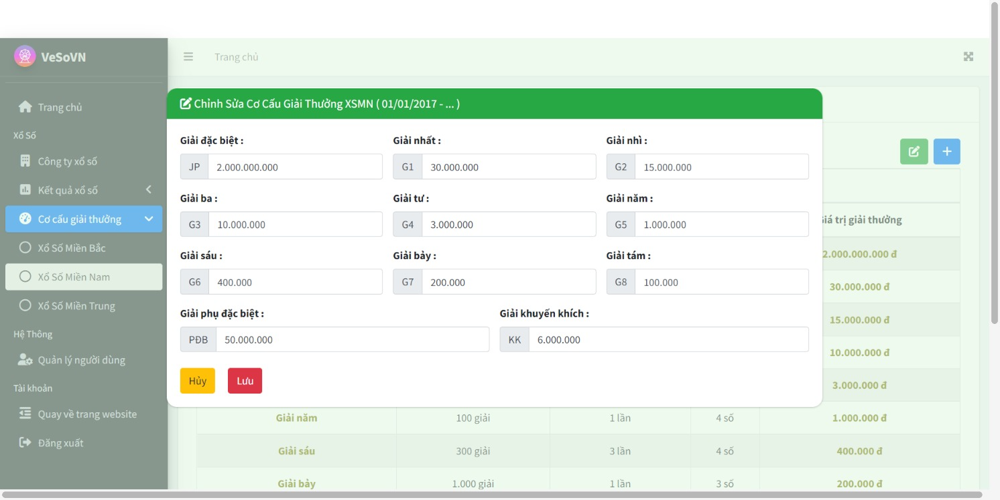 VeSoVN
Trang chủ
Trang chủ
Xổ Số
Công ty xổ số
Kết quả xổ số
Cơ cấu giải thưởng
Xổ Số Miền Bắc
Xổ Số Miền Nam
Xổ Số Miền Trung
Hệ Thông
Quản lý người dùng
Tài khoản
Quay về trang website
Đăng xuất
Chỉnh Sửa Cơ Cấu Giải Thưởng XSMN ( 01/01/2017 - ... )
Giải đặc biệt : Giải nhất : Giải nhì :
JP 2.000.000.000 G1 30.000.000 G2 15.000.000
Giải ba : Giải tư : Giải năm :
G3 10.000.000 G4 3.000.000 G5 1.000.000
Giải sáu : Giải bảy : Giải tám :
G6 400.000 G7 200.000 G8 100.000
Giải phụ đặc biệt : Giải khuyến khích :
PĐB 50.000.000 KK 6.000.000
Hủy Lưu
trị giải thưởng
2.000.000.000 đ
30.000.000 đ
15.000.000 đ
10.000.000 đ
3.000.000 đ
Giải năm 100 giải 1 lần 4 số 1.000.000 đ
Giải sáu 300 giải 3 lần 4 số 400.000 đ
Giải bảy 1.000 giải 1 lần 3 số 200.000 đ